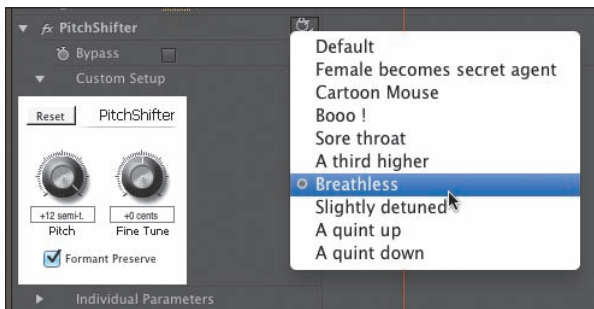 fx PitchShifter
Bypass
Custom Setup
Reset PitchShifter
+12 semi-t. +0 cents
Pitch Fine Tune
Formant Preserve
Individual Parameters
Default
Female becomes secret agent
Cartoon Mouse
Booo !
Sore throat
A third higher
Breathless
Slightly detuned
A quint up
A quint down